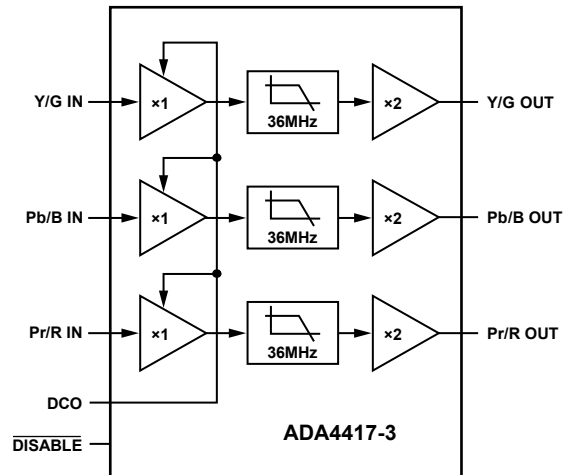 Y/G IN ×1 36MHz ×2 Y/G OUT
Pb/B IN ×1 36MHz ×2 Pb/B OUT
Pr/R IN ×1 36MHz ×2 Pr/R OUT
DCO
DISABLE
ADA4417-3